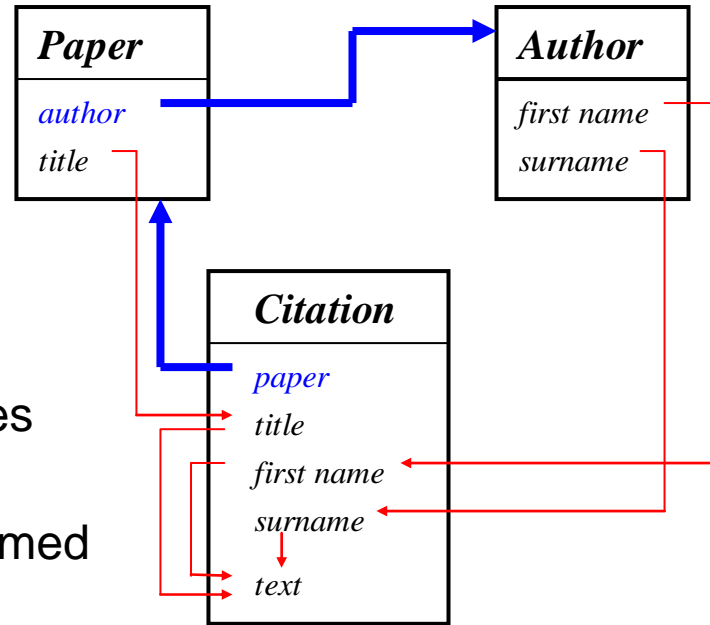 Paper
author
title
Author
first name
surname
Citation
paper
title
first name
surname
text
es
med